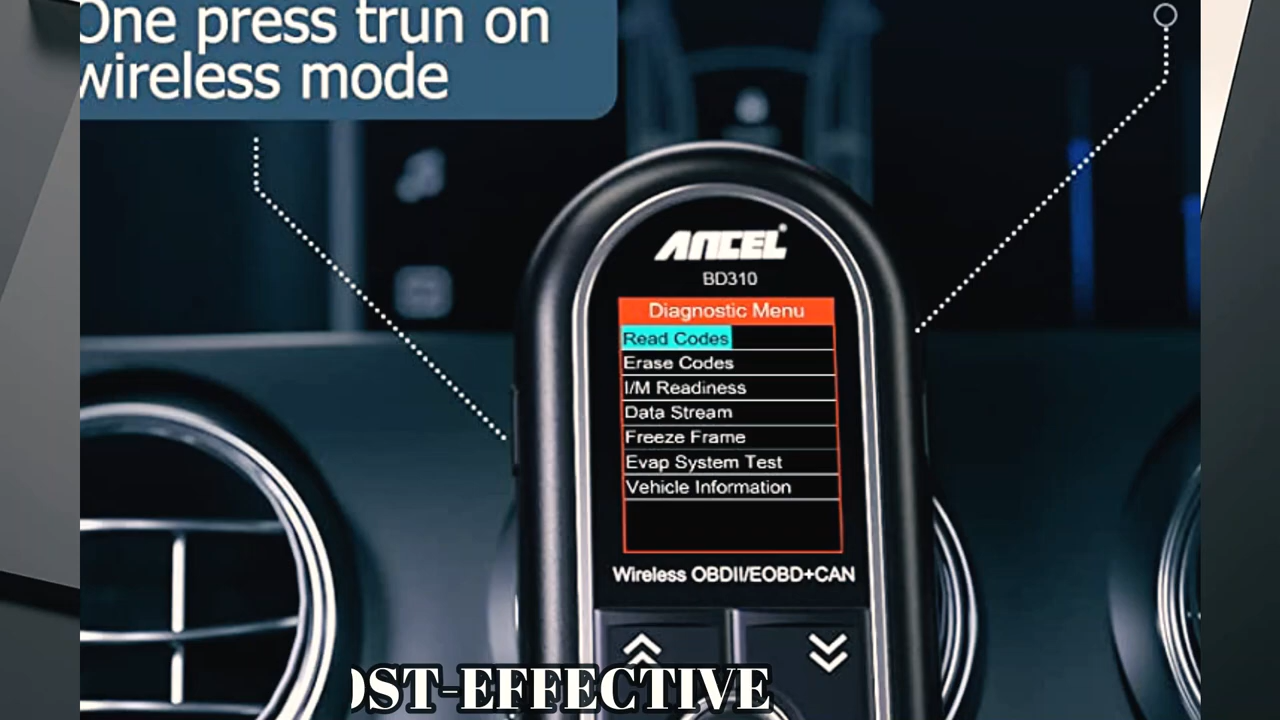 One press trun on
wireless mode
ANCEL®
BD310
Diagnostic Menu
Read Codes
Erase Codes
I/M Readiness
Data Stream
Freeze Frame
Evap System Test
Vehicle Information
Wireless OBDII/EOBD+CAN
OST-EFFECTIVE